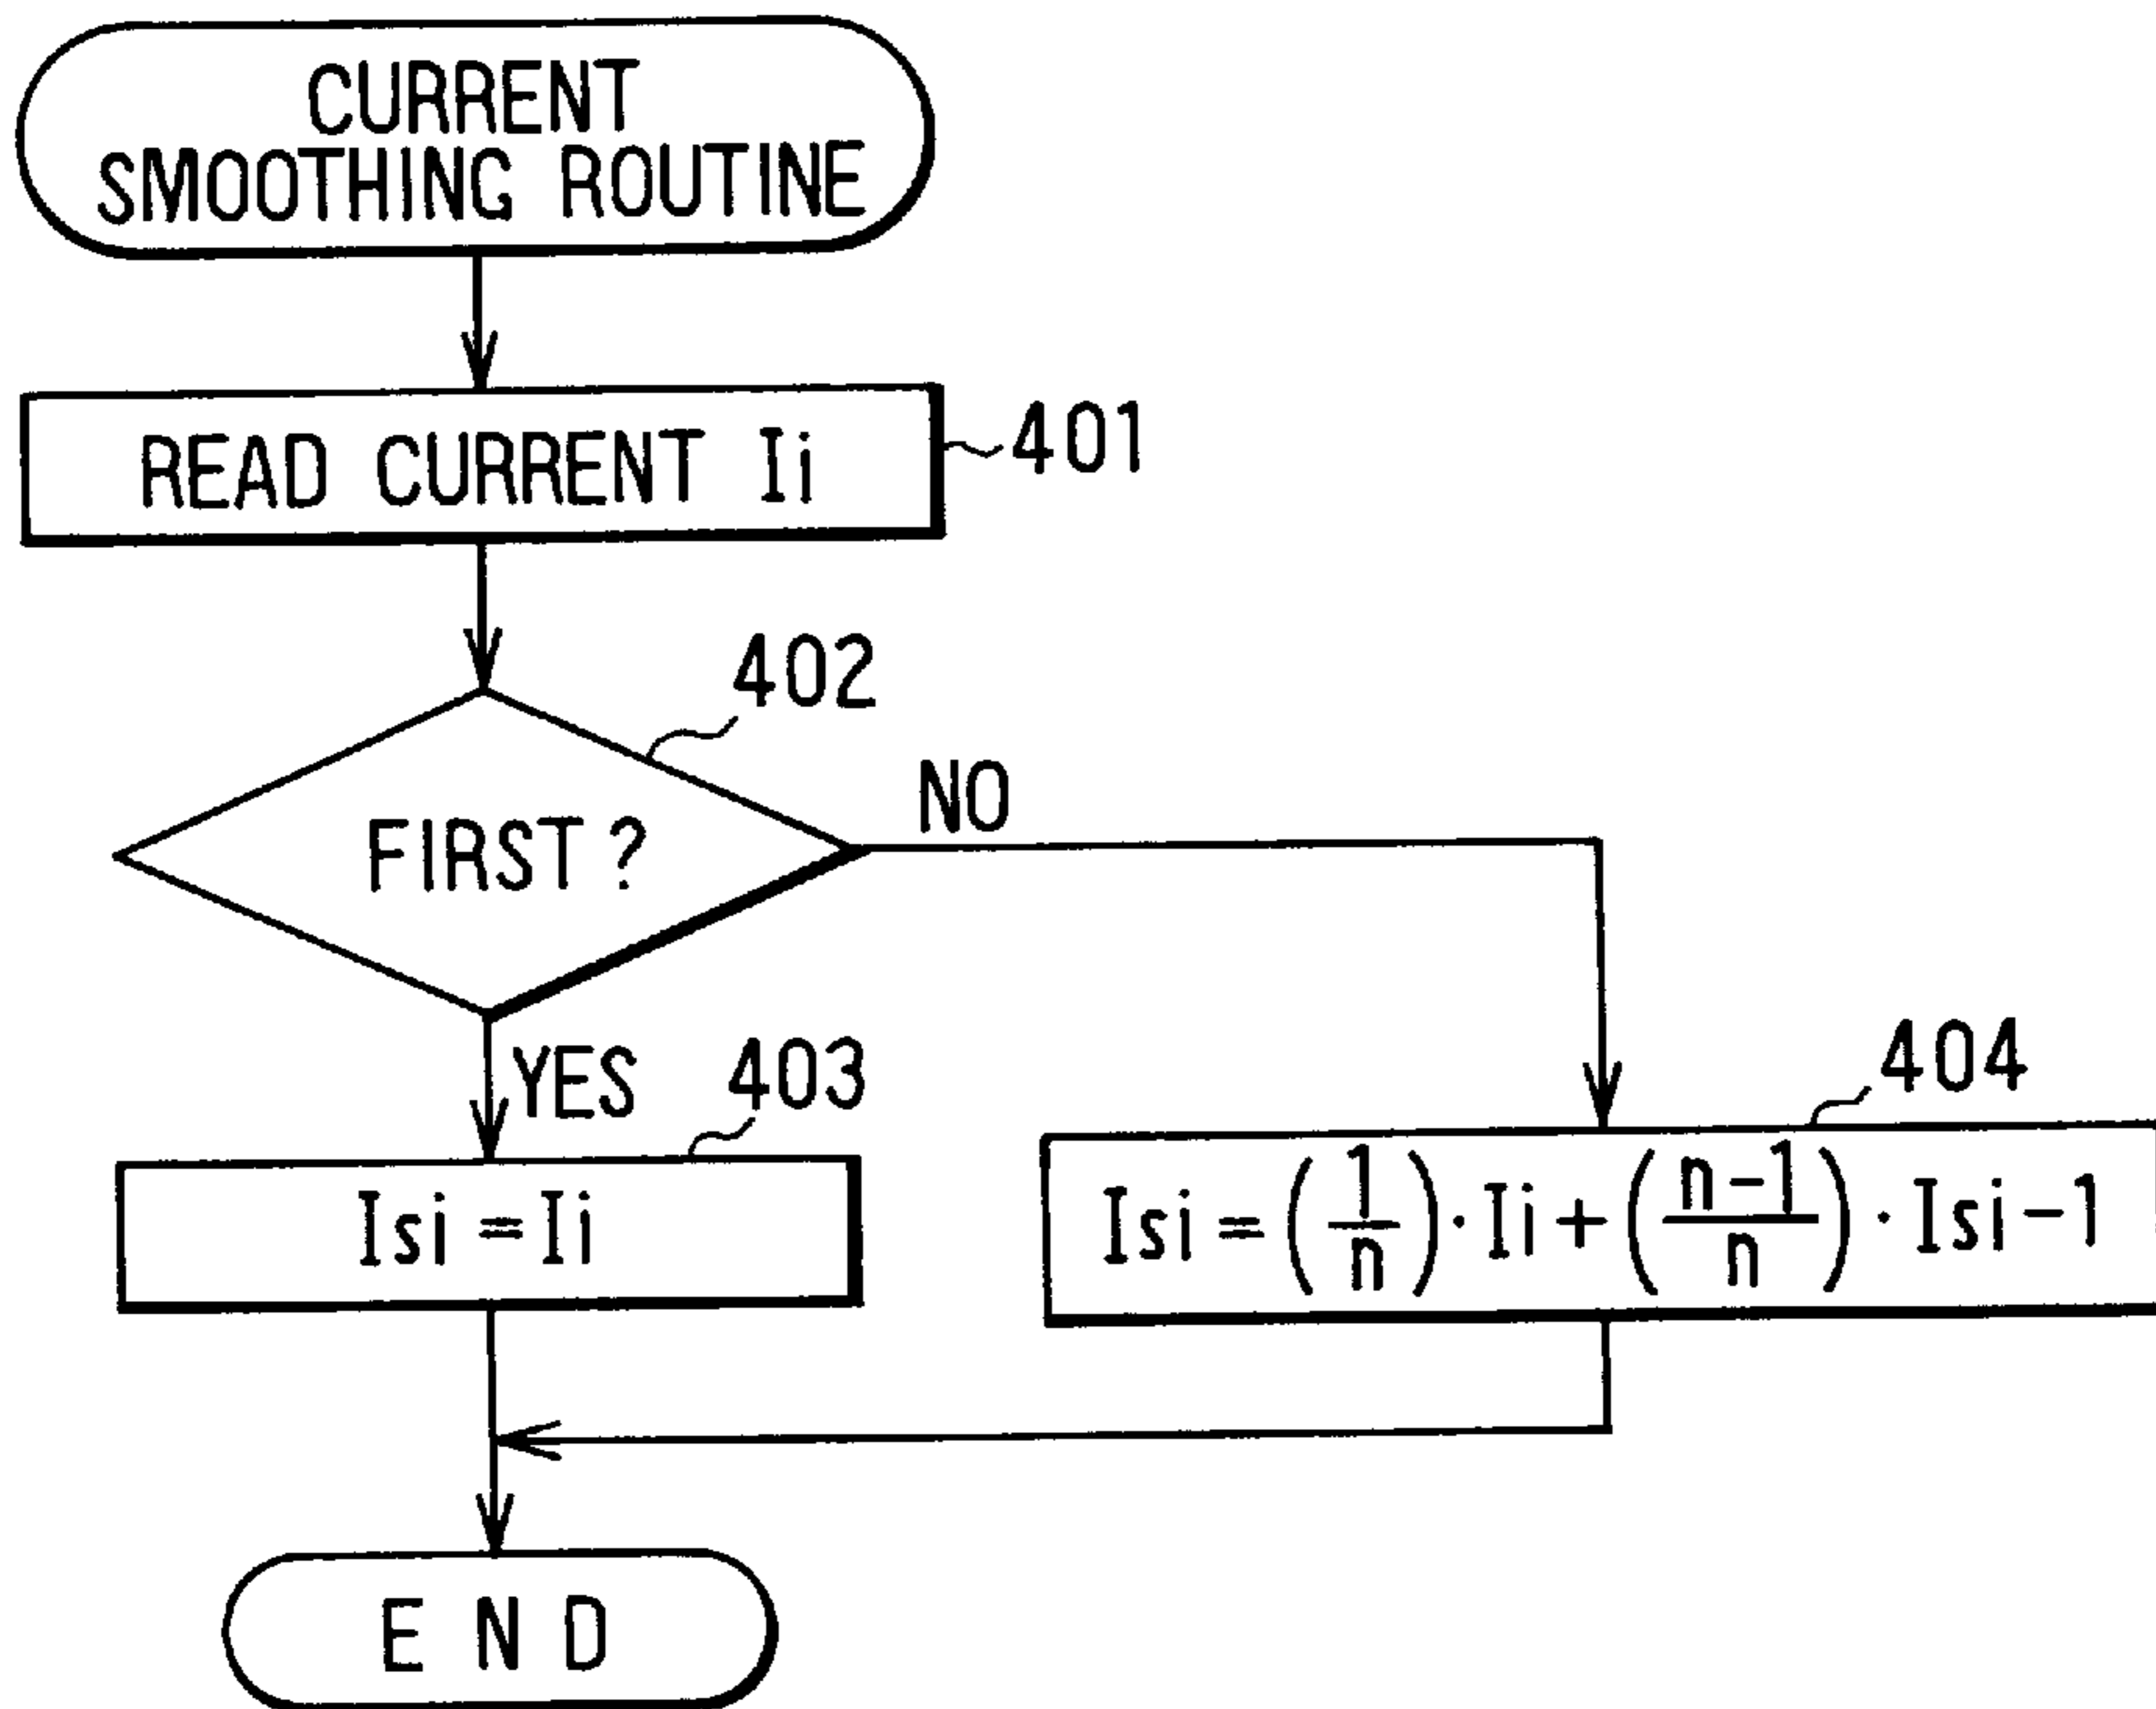 CURRENT
SMOOTHING ROUTINE
READ CURRENT Ii
401
402
FIRST?
NO
YES
403
404
Isi=Ii
Isi=(1/n)·Ii+(n-1/n)·Isi-1
END